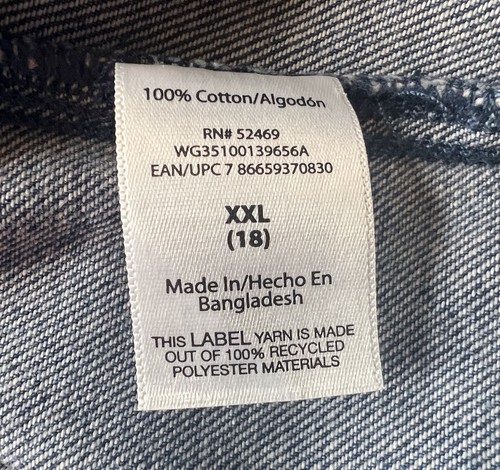 100% Cotton/Algodón
RN# 52469
WG35100139656A
EAN/UPC 7 86659370830
XXL
(18)
Made In/Hecho En
Bangladesh
THIS LABEL YARN IS MADE
OUT OF 100% RECYCLED
POLYESTER MATERIALS